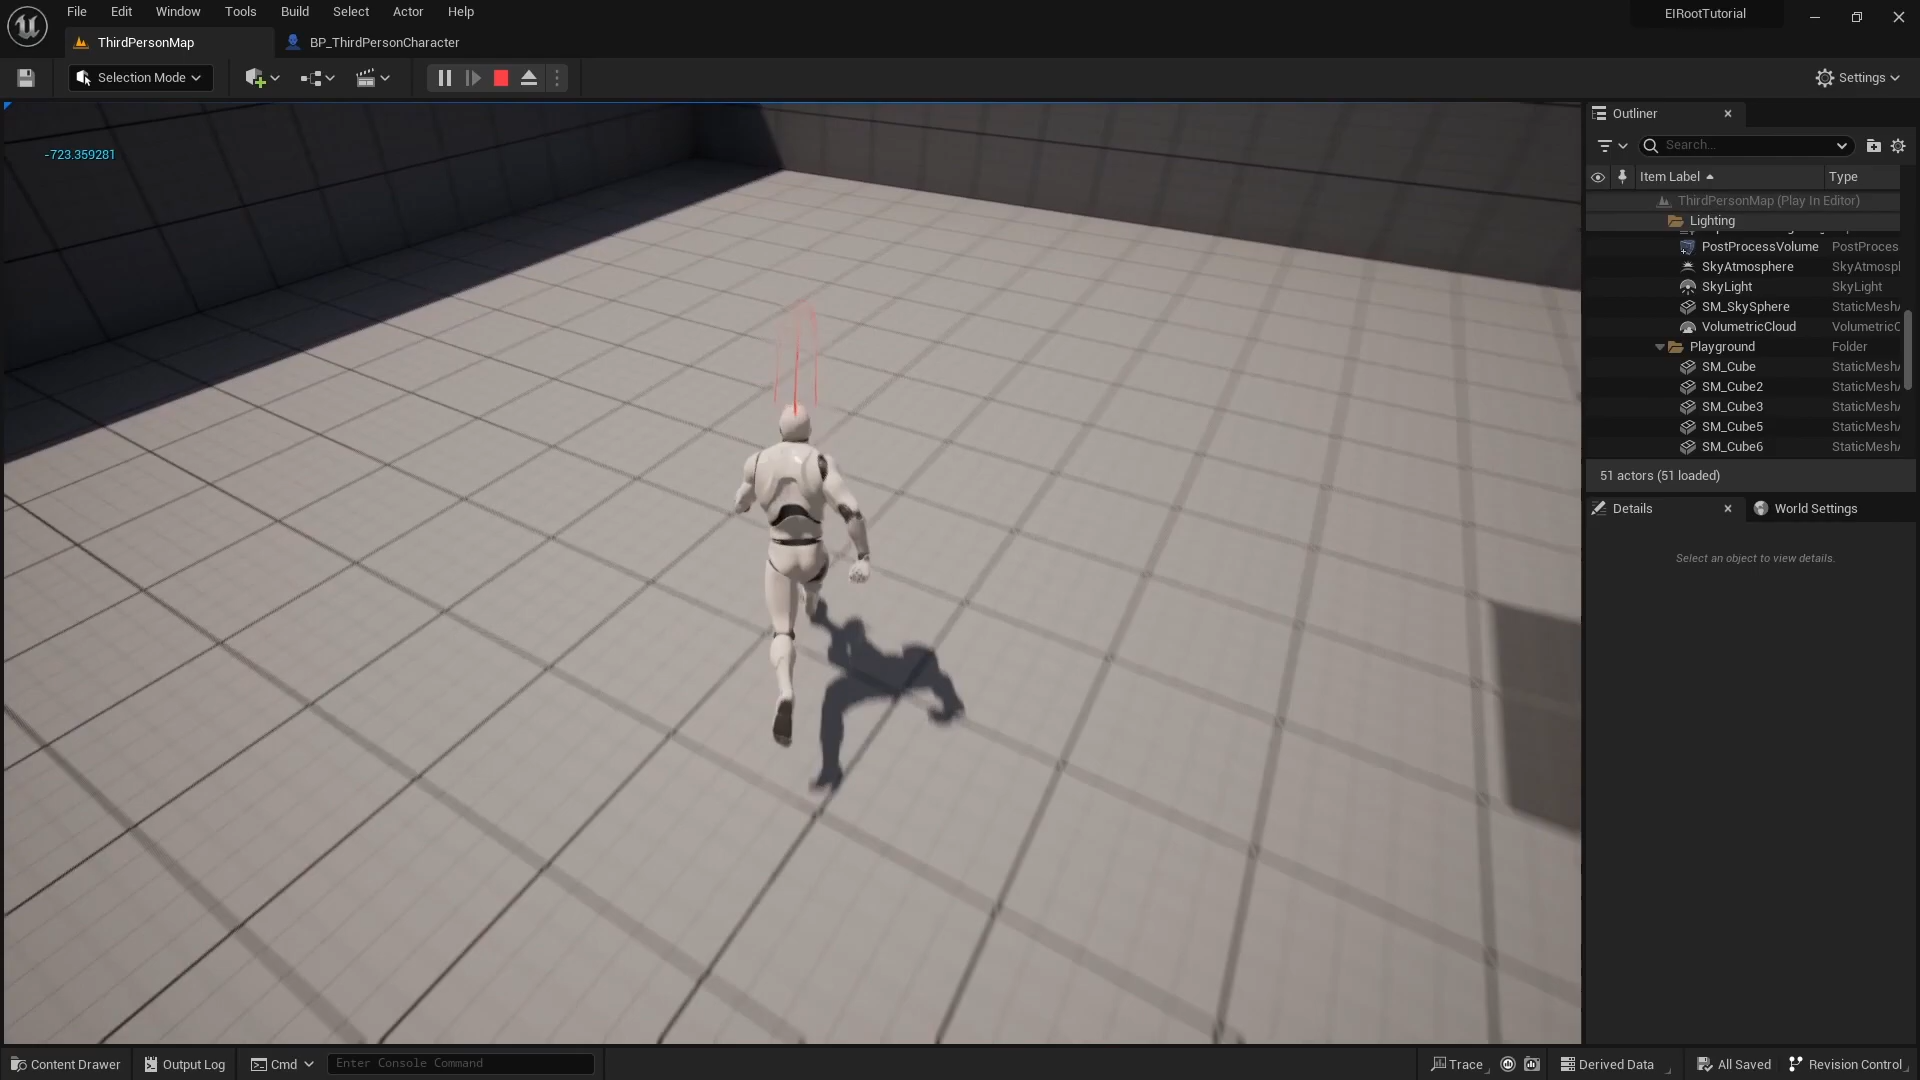 File Edit Window Tools Build Select Actor Help
EIRootTutorial
ThirdPersonMap
BP_ThirdPersonCharacter
Selection Mode
Settings
-723.359281
Outliner
Search...
Item Label Type
ThirdPersonMap (Play In Editor)
Lighting
PostProcessVolume PostProces
SkyAtmosphere SkyAtmosp
SkyLight SkyLight
SM_SkySphere StaticMesh
VolumetricCloud Volumetric
Playground Folder
SM_Cube StaticMesh
SM_Cube2 StaticMesh
SM_Cube3 StaticMesh
SM_Cube5 StaticMesh
SM_Cube6 StaticMesh
51 actors (51 loaded)
Details
World Settings
Select an object to view details.
Content Drawer Output Log Cmd Enter Console Command Trace Derived Data All Saved Revision Control